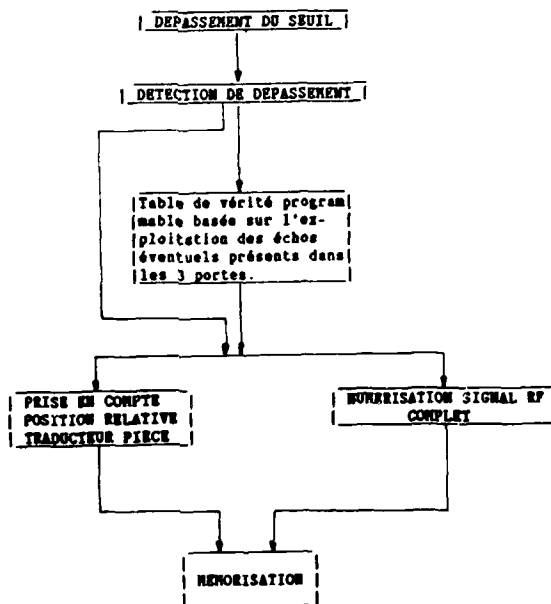 DEPASSEMENT DU SEUIL
DETECTION DE DEPASSEMENT
Table de vérité program
mable basée sur l'ex-
ploitation des échos
éventuels présents dans
les 3 portes.
PRISE EN COMPTE
POSITION RELATIVE
TRADUCTEUR PIECE
NUMERISATION SIGNAL RF
COMPLET
MEMORISATION